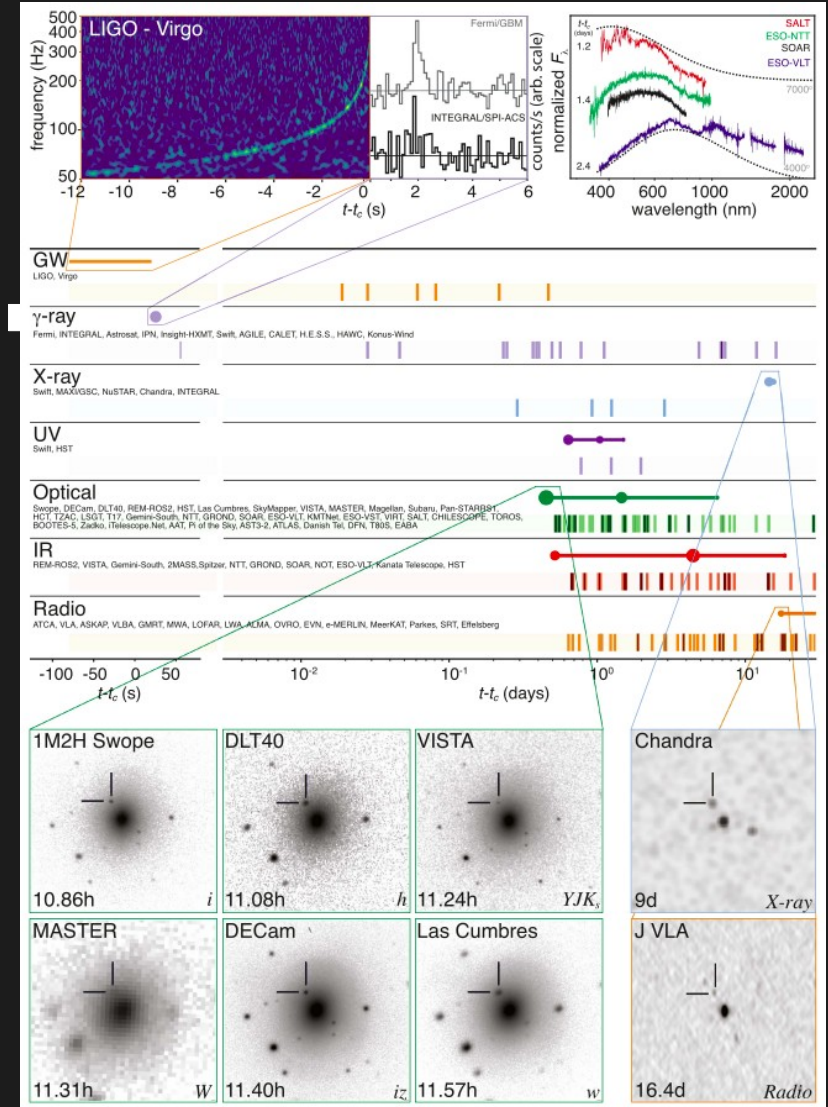 LIGO - Virgo
frequency (Hz)
500
400
300
200
100
50
-12 -10 -8 -6 -4 -2 0 2 4 6
t-tc (s)
Fermi/GBM
INTEGRAL/SPI-ACS
counts/s (arb. scale)
normalized Fλ
t-tc
(days)
1.2
1.4
2.4
SALT
ESO-NTT
SOAR
ESO-VLT
7000°
4000°
400 600 1000 2000
wavelength (nm)
GW
LIGO, Virgo
γ-ray
Fermi, INTEGRAL, Astrosat, IPN, Insight-HXMT, Swift, AGILE, CALET, H.E.S.S., HAWC, Konus-Wind
X-ray
Swift, MAXI/GSC, NuSTAR, Chandra, INTEGRAL
UV
Swift, HST
Optical
Swope, DECam, DLT40, REM-ROS2, HST, Las Cumbres, SkyMapper, VISTA, MASTER, Magellan, Subaru, Pan-STARRS1,
HCT, TZAC, LSGT, T17, Gemini-South, NTT, GROND, SOAR, ESO-VLT, KMTNet, ESO-VST, VIRT, SALT, CHILESCOPE, TOROS,
BOOTES-5, Zadko, iTelescope.Net, AAT, Pi of the Sky, AST3-2, ATLAS, Danish Tel, DFN, T80S, EABA
IR
REM-ROS2, VISTA, Gemini-South, 2MASS,Spitzer, NTT, GROND, SOAR, NOT, ESO-VLT, Kanata Telescope, HST
Radio
ATCA, VLA, ASKAP, VLBA, GMRT, MWA, LOFAR, LWA, ALMA, OVRO, EVN, e-MERLIN, MeerKAT, Parkes, SRT, Effelsberg
-100 -50 0 50 10⁻² 10⁻¹ 10⁰ 10¹
t-tc (s) t-tc (days)
1M2H Swope
10.86h i
DLT40
11.08h h
VISTA
11.24h YJKs
Chandra
9d X-ray
MASTER
11.31h W
DECam
11.40h iz
Las Cumbres
11.57h w
J VLA
16.4d Radio